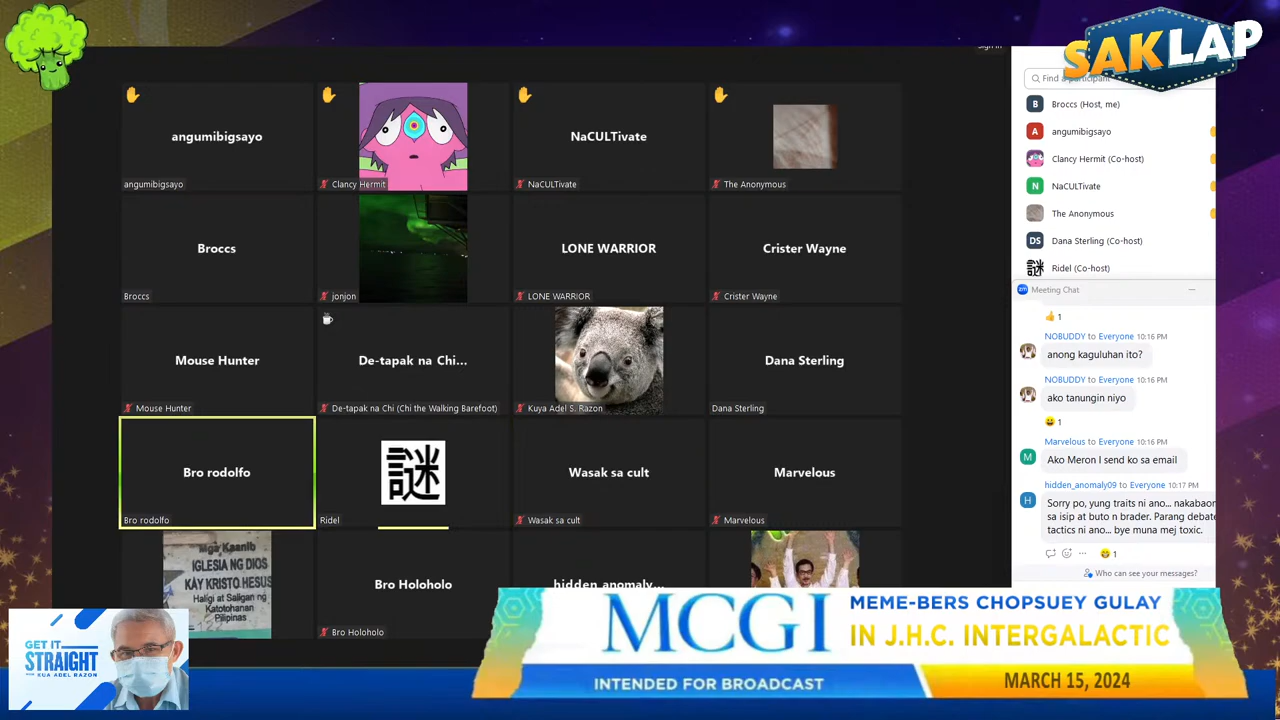 SAKLAP
Sign in
Find a participant
angumibigsayo
angumibigsayo
Clancy Hermit
NaCULTivate
NaCULTivate
The Anonymous
Broccs
Broccs
jonjon
LONE WARRIOR
LONE WARRIOR
Crister Wayne
Crister Wayne
Mouse Hunter
Mouse Hunter
De-tapak na Chi...
De-tapak na Chi (Chi the Walking Barefoot)
Kuya Adel S. Razon
Dana Sterling
Dana Sterling
Bro rodolfo
Bro rodolfo
謎
Ridel
Wasak sa cult
Wasak sa cult
Marvelous
Marvelous
Mga Kaanib
IGLESIA NG DIOS
KAY KRISTO HESUS
Haligi at Saligan ng
Katotohanan
Pilipinas
Bro Holoholo
Bro Holoholo
hidden_anomaly...
B Broccs (Host, me)
A angumibigsayo
Clancy Hermit (Co-host)
N NaCULTivate
The Anonymous
DS Dana Sterling (Co-host)
謎 Ridel (Co-host)
zm Meeting Chat
1
NOBUDDY to Everyone 10:16 PM
anong kaguluhan ito?
NOBUDDY to Everyone 10:16 PM
ako tanungin niyo
1
Marvelous to Everyone 10:16 PM
M Ako Meron I send ko sa email
hidden_anomaly09 to Everyone 10:17 PM
H Sorry po, yung traits ni ano... nakabaon
sa isip at buto n brader. Parang debate
tactics ni ano... bye muna mej toxic.
1
Who can see your messages?
GET IT
STRAIGHT
KUYA ADEL RAZON
MCGI
MEME-BERS CHOPSUEY GULAY
IN J.H.C. INTERGALACTIC
INTENDED FOR BROADCAST
MARCH 15, 2024